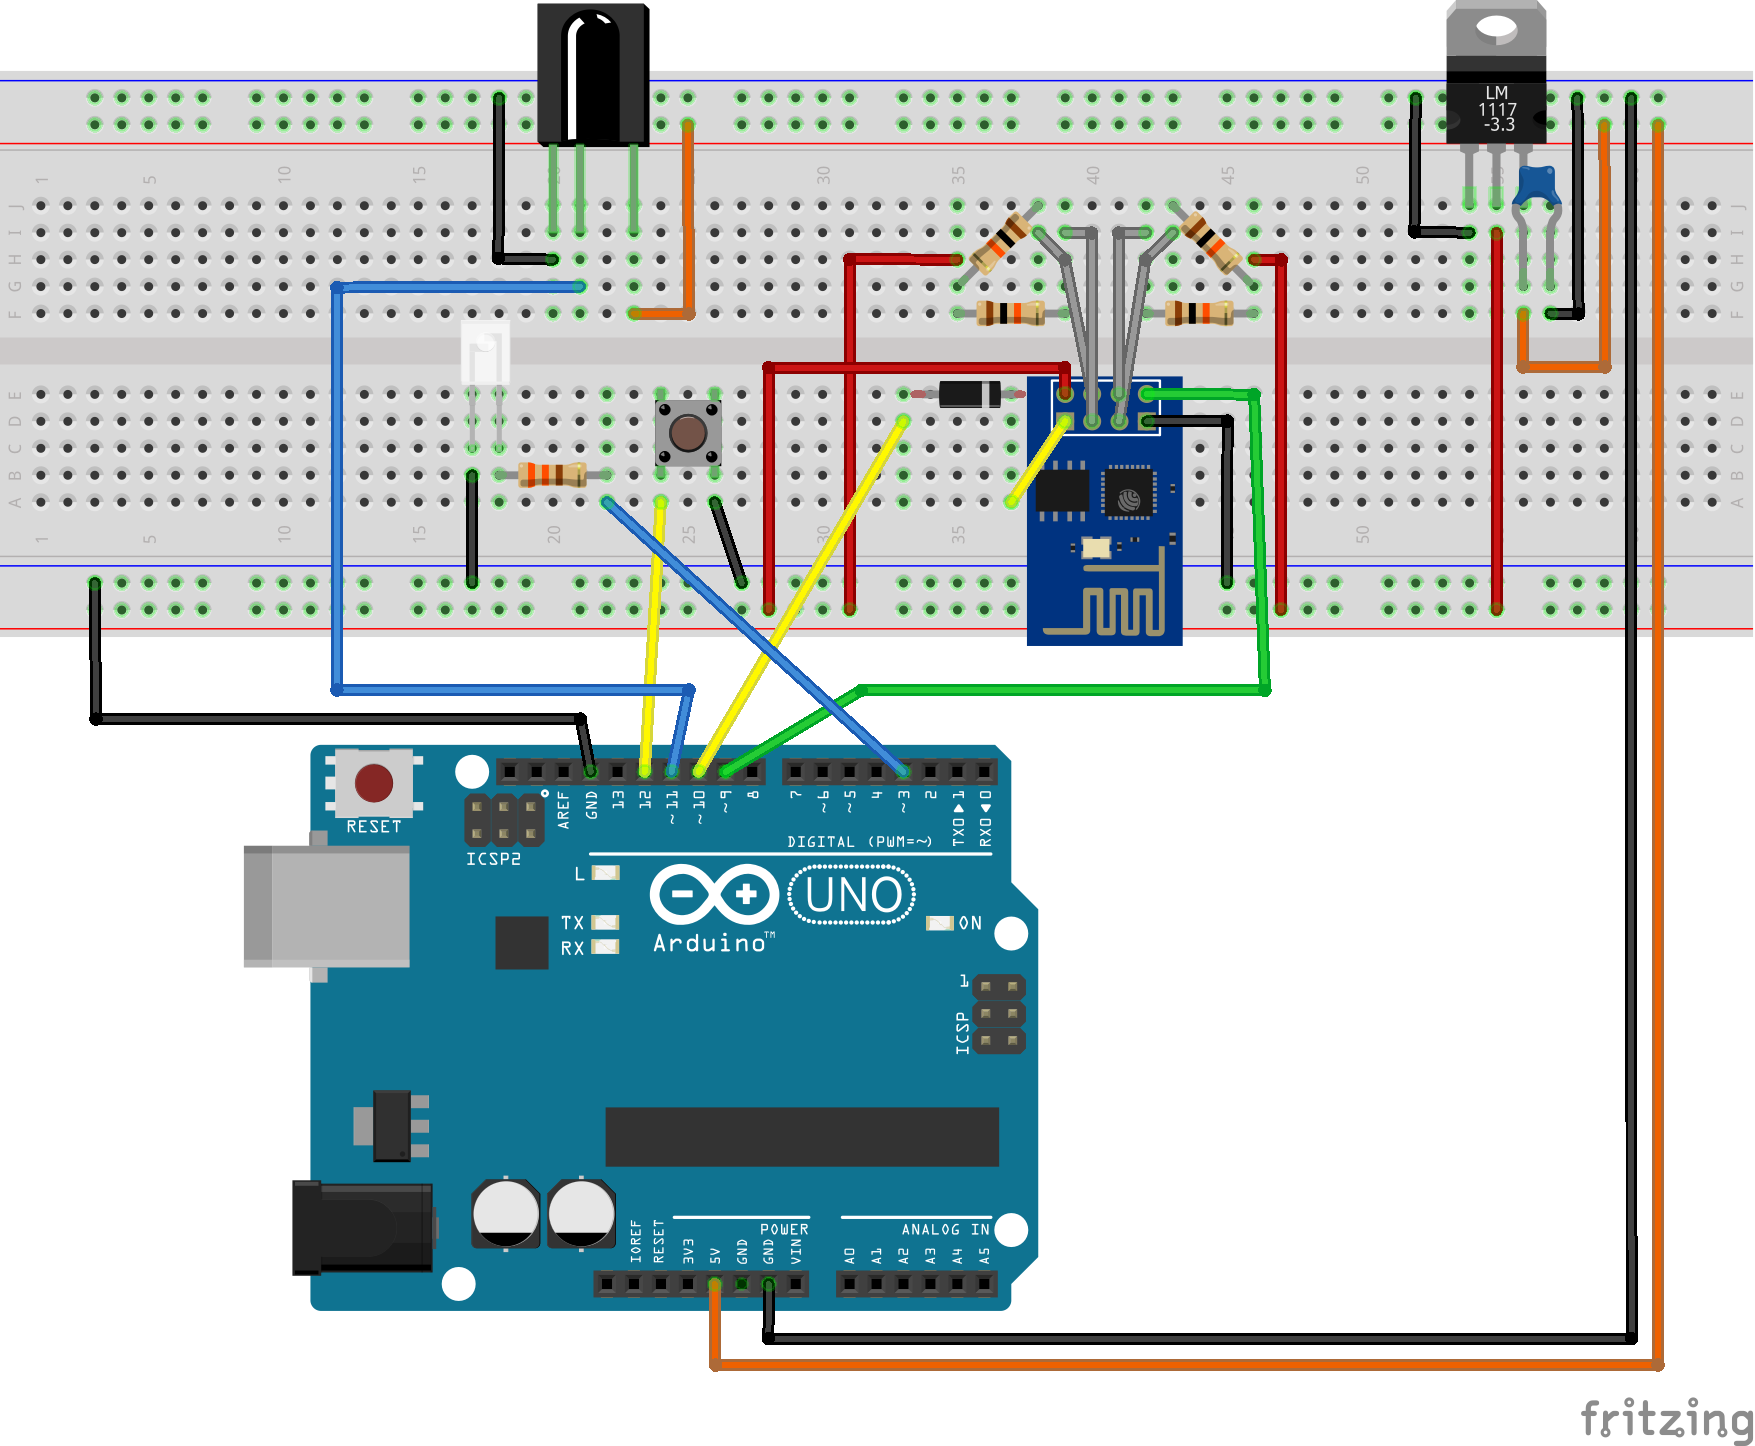 LM
1117
-3.3
1 5 10 15 20 25 30 35 40 45 50 55
J J
I I
H H
G G
F F
E E
D D
C C
B B
A A
1 5 10 15 20 25 30 35 50
RESET
ICSP2
AREF
GND
13
12
~11
~10
~9
8
7
~6
~5
4
~3
2
TX0▶1
RX0◀0
DIGITAL (PWM=~)
L
TX
RX
Arduino™
UNO
ON
1
ICSP
IOREF
RESET
3V3
5V
GND
GND
VIN
POWER
ANALOG IN
A0
A1
A2
A3
A4
A5
fritzing